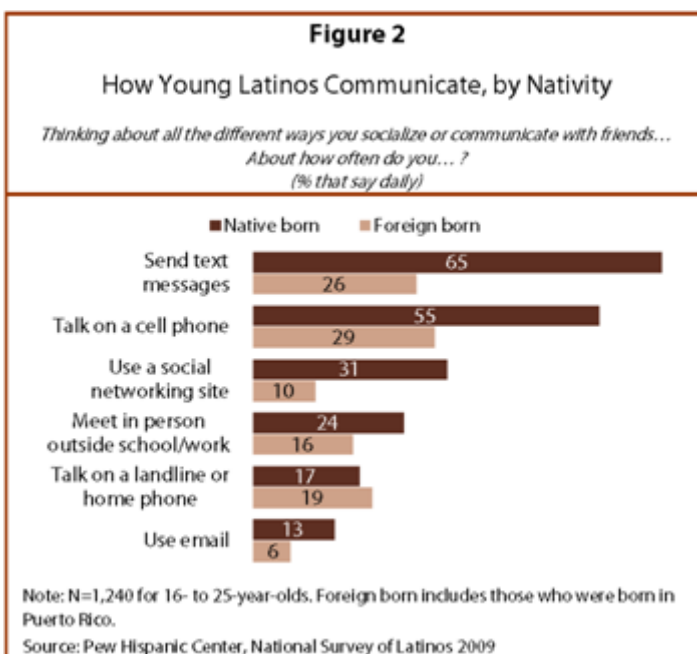 Figure 2
How Young Latinos Communicate, by Nativity
Thinking about all the different ways you socialize or communicate with friends…
About how often do you… ?
(% that say daily)
Native born Foreign born
Send text
messages
65
26
Talk on a cell phone
55
29
Use a social
networking site
31
10
Meet in person
outside school/work
24
16
Talk on a landline or
home phone
17
19
Use email
13
6
Note: N=1,240 for 16- to 25-year-olds. Foreign born includes those who were born in
Puerto Rico.
Source: Pew Hispanic Center, National Survey of Latinos 2009